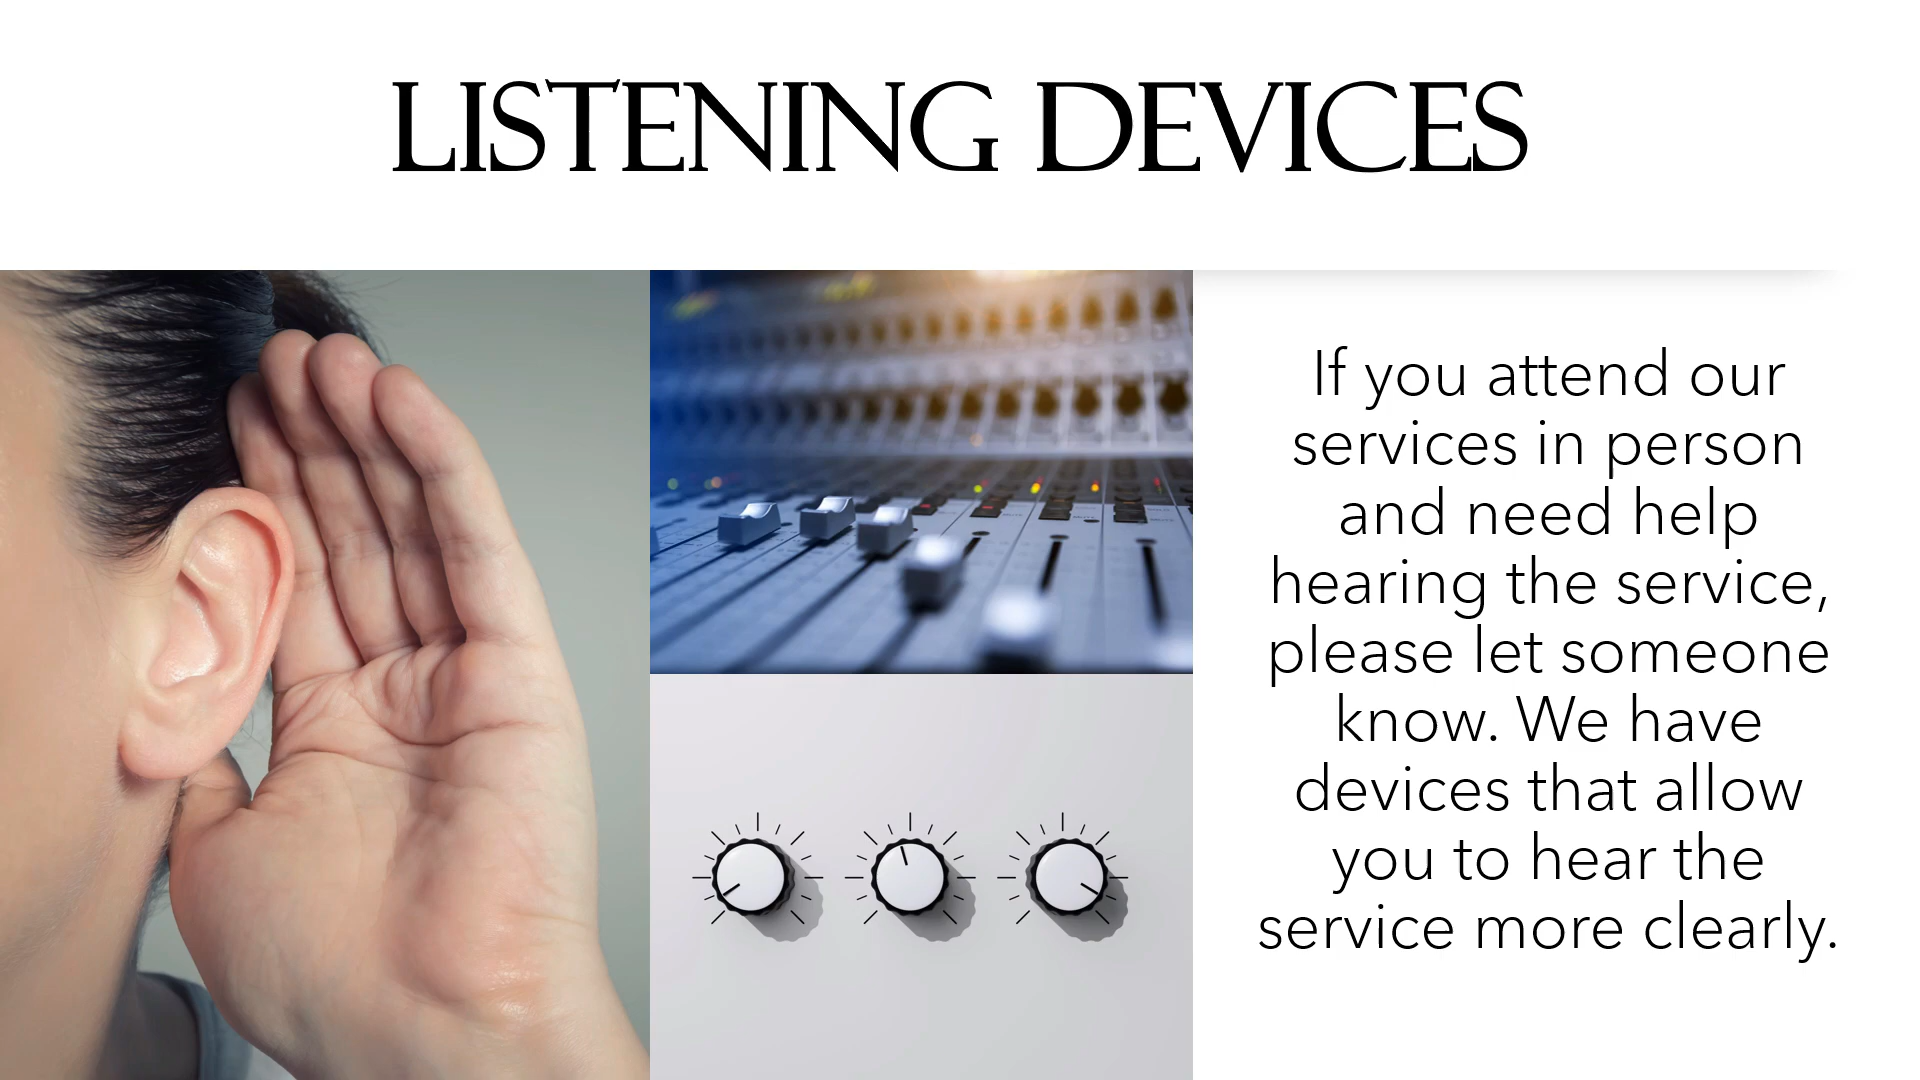 LISTENING DEVICES
If you attend our
services in person
and need help
hearing the service,
please let someone
know. We have
devices that allow
you to hear the
service more clearly.